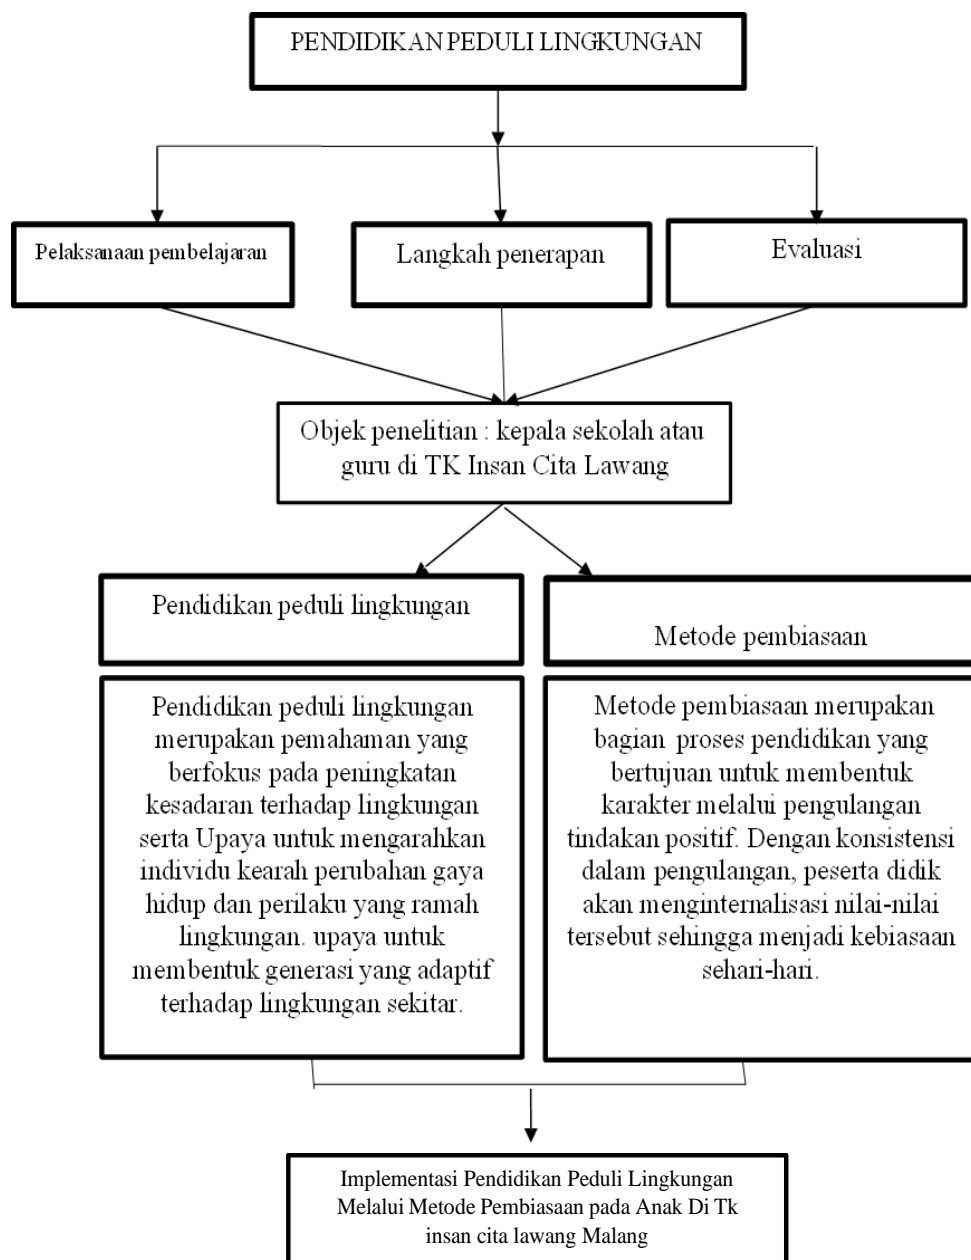 PENDIDIKAN PEDULI LINGKUNGAN
Pelaksanaan pembelajaran
Langkah penerapan
Evaluasi
Objek penelitian : kepala sekolah atau
guru di TK Insan Cita Lawang
Pendidikan peduli lingkungan
Metode pembiasaan
Pendidikan peduli lingkungan
merupakan pemahaman yang
berfokus pada peningkatan
kesadaran terhadap lingkungan
serta Upaya untuk mengarahkan
individu kearah perubahan gaya
hidup dan perilaku yang ramah
lingkungan. upaya untuk
membentuk generasi yang adaptif
terhadap lingkungan sekitar.
Metode pembiasaan merupakan
bagian proses pendidikan yang
bertujuan untuk membentuk
karakter melalui pengulangan
tindakan positif. Dengan konsistensi
dalam pengulangan, peserta didik
akan menginternalisasi nilai-nilai
tersebut sehingga menjadi kebiasaan
sehari-hari.
Implementasi Pendidikan Peduli Lingkungan
Melalui Metode Pembiasaan pada Anak Di Tk
insan cita lawang Malang